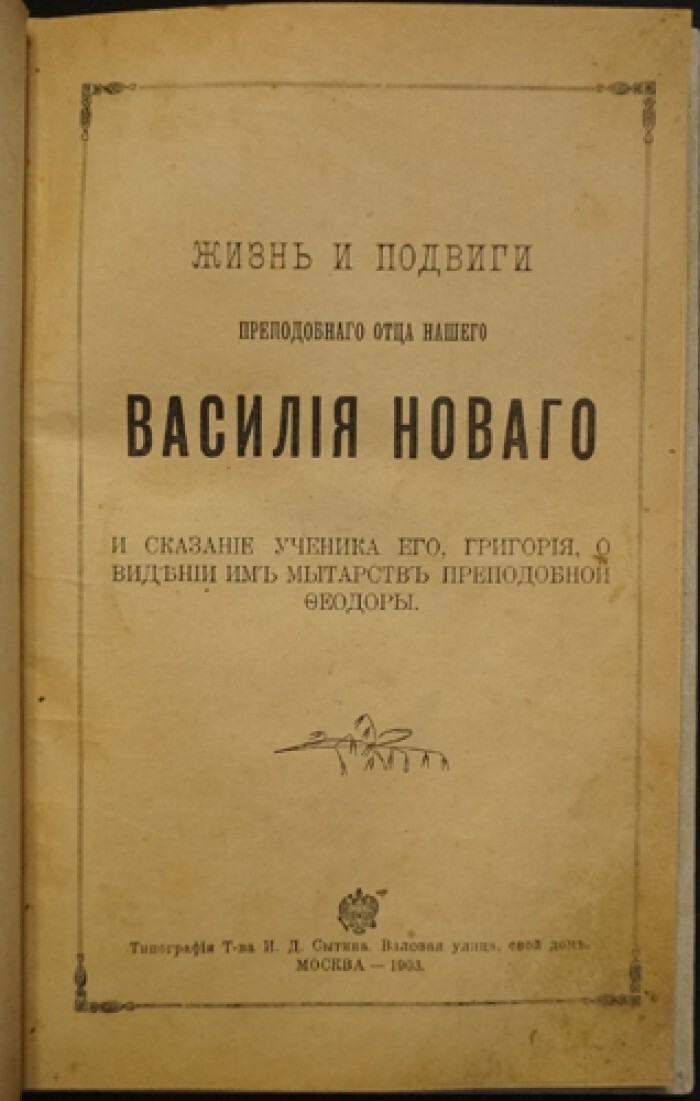 ЖИЗНЬ И ПОДВИГИ
ПРЕПОДОБНАГО ОТЦА НАШЕГО
ВАСИЛІЯ НОВАГО
И СКАЗАНІЕ УЧЕНИКА ЕГО, ГРИГОРІЯ, О
ВИДѢНІИ ИМЪ МЫТАРСТВЪ ПРЕПОДОБНОЙ
ѲЕОДОРЫ.
Типографія Т-ва И. Д. Сытина. Валовая улица, свой домъ.
МОСКВА — 1903.